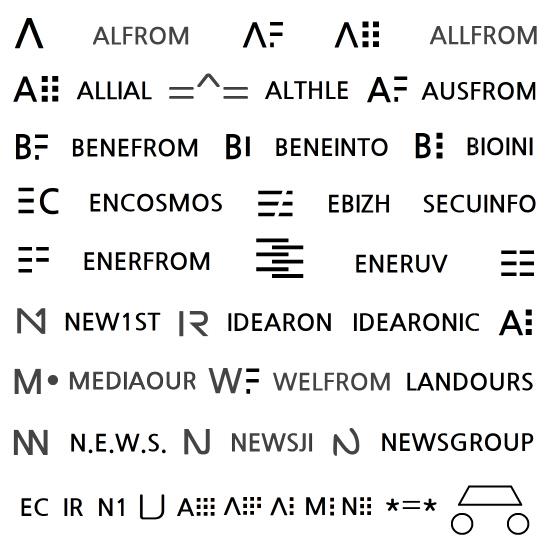 Λ ALFROM ΛF A ALLFROM
A ALLIAL =^= ALTHLE AF AUSFROM
BF BENEFROM BI BENEINTO B BIOINI
EC ENCOSMOS EBIZH SECUINFO
EF ENERFROM ENERUV
N1 NEW1ST IR IDEARON IDEARONIC A
M• MEDIAOUR WF WELFROM LANDOURS
NN N.E.W.S. N NEWSJI N NEWSGROUP
EC IR N1 U A Λ Λ M N *=*